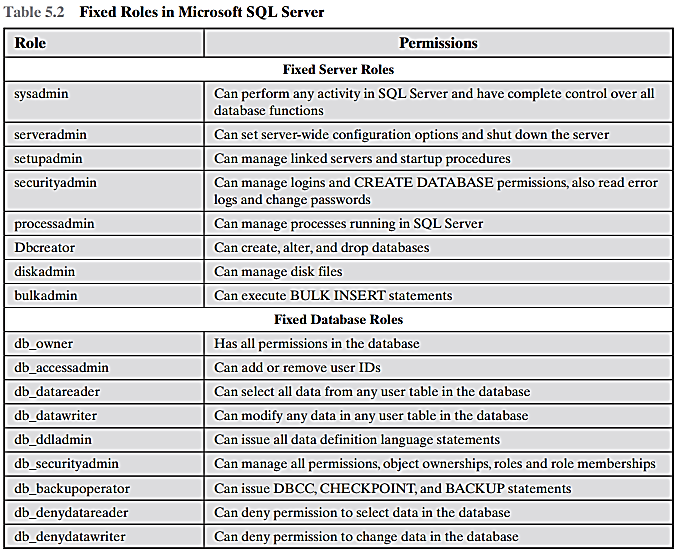 Table 5.2 Fixed Roles in Microsoft SQL Server
Role Permissions
Fixed Server Roles
sysadmin Can perform any activity in SQL Server and have complete control over all
database functions
serveradmin Can set server-wide configuration options and shut down the server
setupadmin Can manage linked servers and startup procedures
securityadmin Can manage logins and CREATE DATABASE permissions, also read error
logs and change passwords
processadmin Can manage processes running in SQL Server
Dbcreator Can create, alter, and drop databases
diskadmin Can manage disk files
bulkadmin Can execute BULK INSERT statements
Fixed Database Roles
db_owner Has all permissions in the database
db_accessadmin Can add or remove user IDs
db_datareader Can select all data from any user table in the database
db_datawriter Can modify any data in any user table in the database
db_ddladmin Can issue all data definition language statements
db_securityadmin Can manage all permissions, object ownerships, roles and role memberships
db_backupoperator Can issue DBCC, CHECKPOINT, and BACKUP statements
db_denydatareader Can deny permission to select data in the database
db_denydatawriter Can deny permission to change data in the database